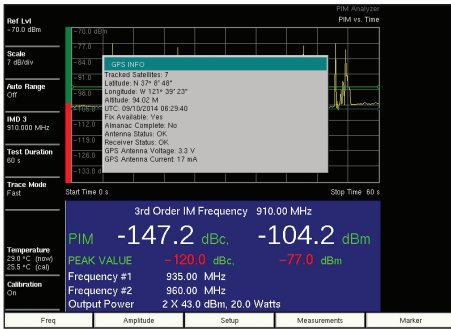 PIM Analyzer
Ref Lvl
-70.0 dBm
PIM vs. Time
-70.0 dBm
-77.0
Scale
7 dB/div
-84.0
GPS INFO
Tracked Satellites: 7
Latitude: N 37° 8' 48"
Longitude: W 121° 39' 23"
Altitude: 94.02 M
UTC: 09/10/2014 06:29:40
Fix Available: Yes
Almanac Complete: No
Antenna Status: OK
Receiver Status: OK
GPS Antenna Voltage: 3.3 V
GPS Antenna Current: 17 mA
-91.0
Auto Range
Off
-98.0
IMD 3
910.000 MHz
-112.0
-119.0
Test Duration
60 s
-126.0
-133.0
Trace Mode
Fast
Start Time 0 s
Stop Time 60 s
3rd Order IM Frequency 910.00 MHz
PIM -147.2 dBc, -104.2 dBm
PEAK VALUE -120.0 dBc, -77.0 dBm
Frequency #1 935.00 MHz
Frequency #2 960.00 MHz
Output Power 2 X 43.0 dBm, 20.0 Watts
Temperature
29.0 °C (now)
25.5 °C (cal)
Calibration
On
Freq
Amplitude
Setup
Measurements
Marker